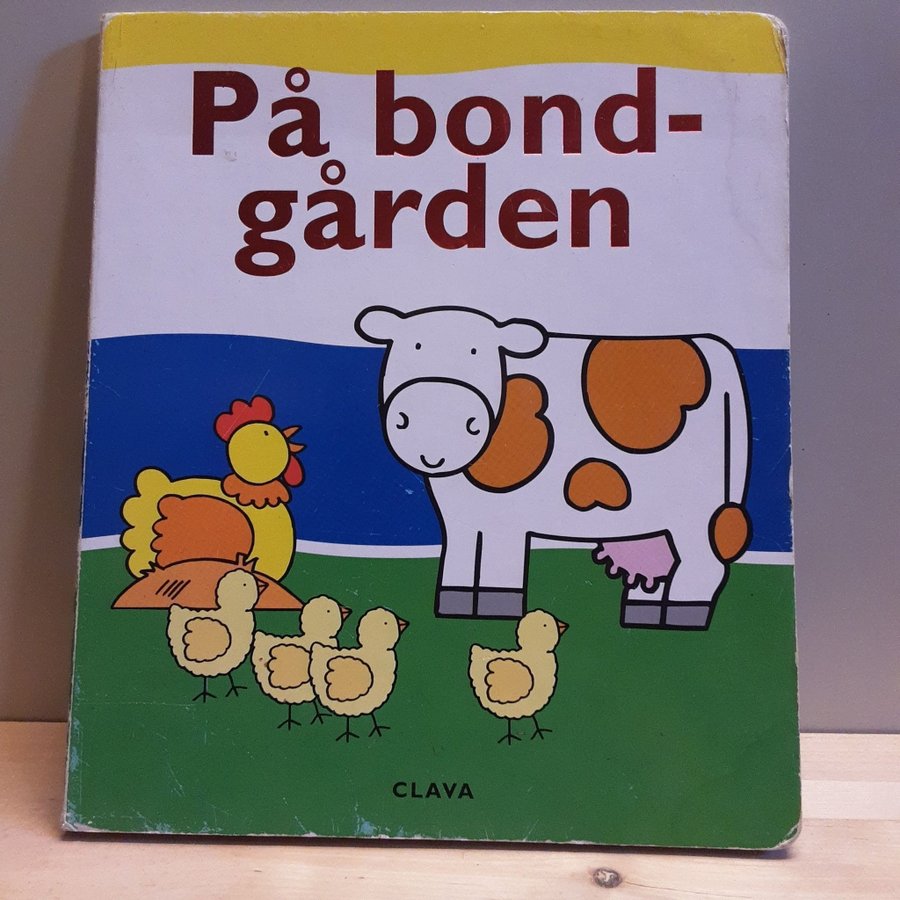 På bond-
gården
CLAVA